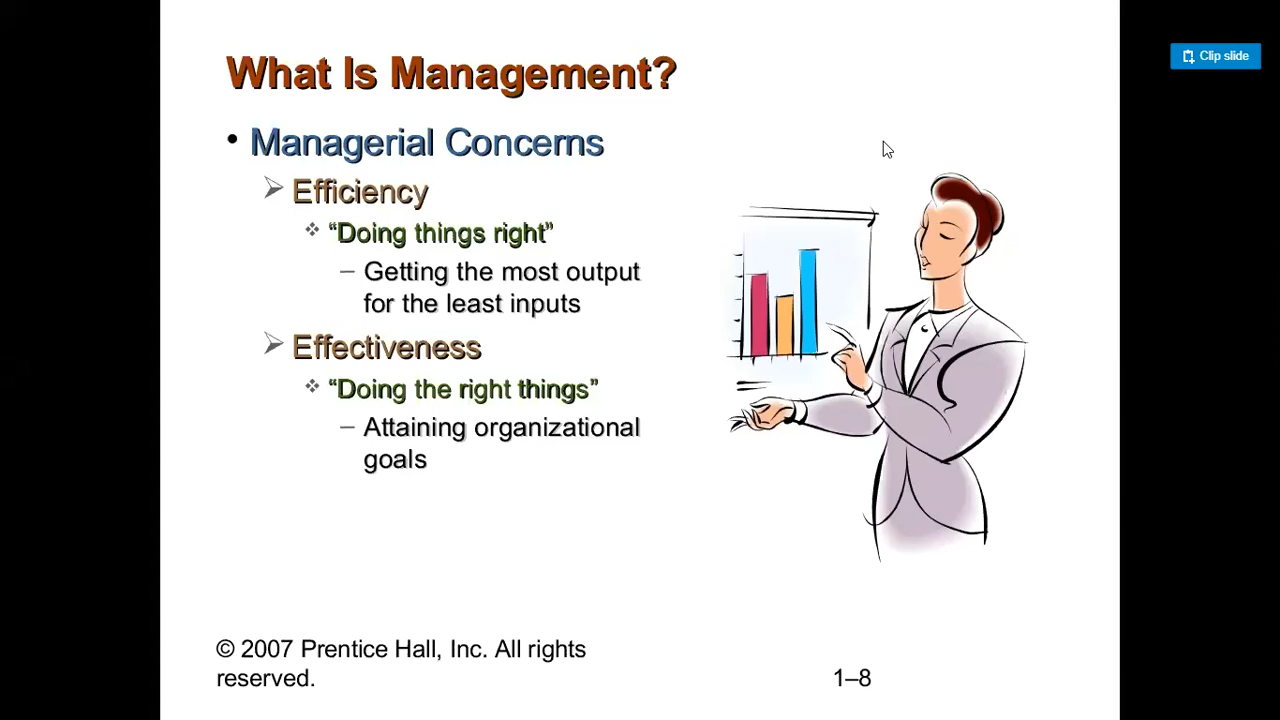 Clip slide
What Is Management?
• Managerial Concerns
➢ Efficiency
❖ “Doing things right”
– Getting the most output
for the least inputs
➢ Effectiveness
❖ “Doing the right things”
– Attaining organizational
goals
© 2007 Prentice Hall, Inc. All rights
reserved.
1–8